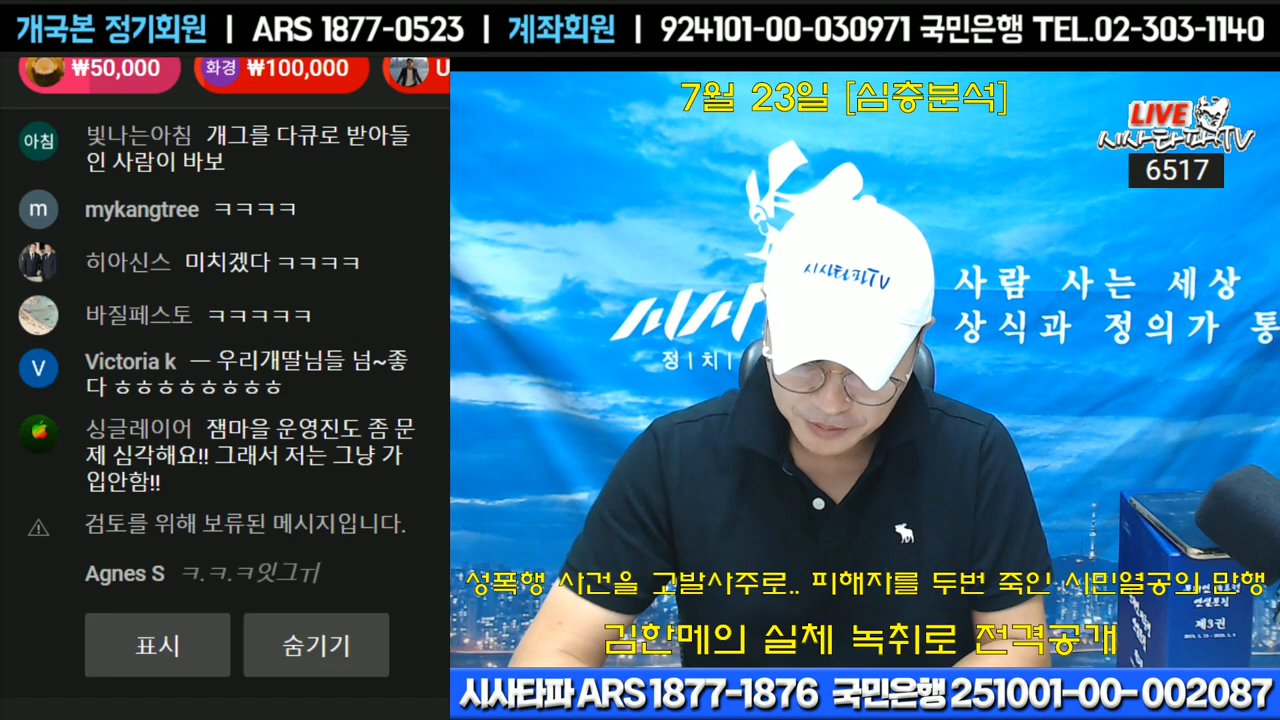 개국본 정기회원 | ARS 1877-0523 | 계좌회원 | 924101-00-030971 국민은행 TEL.02-303-1140
₩50,000
화경 ₩100,000
7월 23일 [심층분석]
LIVE
시사타파TV
6517
아침 빛나는아침 개그를 다큐로 받아들
인 사람이 바보
m mykangtree ㅋㅋㅋㅋ
히아신스 미치겠다 ㅋㅋㅋㅋ
바질페스토 ㅋㅋㅋㅋㅋ
V Victoria k ㅡ 우리개딸님들 넘~좋
다 ㅎㅎㅎㅎㅎㅎㅎㅎ
싱글레이어 잼마을 운영진도 좀 문
제 심각해요!! 그래서 저는 그냥 가
입안함!!
검토를 위해 보류된 메시지입니다.
Agnes S ㅋ.ㅋ.ㅋ잇그ㅠ
표시
숨기기
시사타파TV
시사
정|치|
사람 사는 세상
상식과 정의가 통
제3권
성폭행 사건을 고발사주로.. 피해자를 두번 죽인 시민열공의 만행
김한메의 실체 녹취로 전격공개
시사타파 ARS 1877-1876 국민은행 251001-00-002087